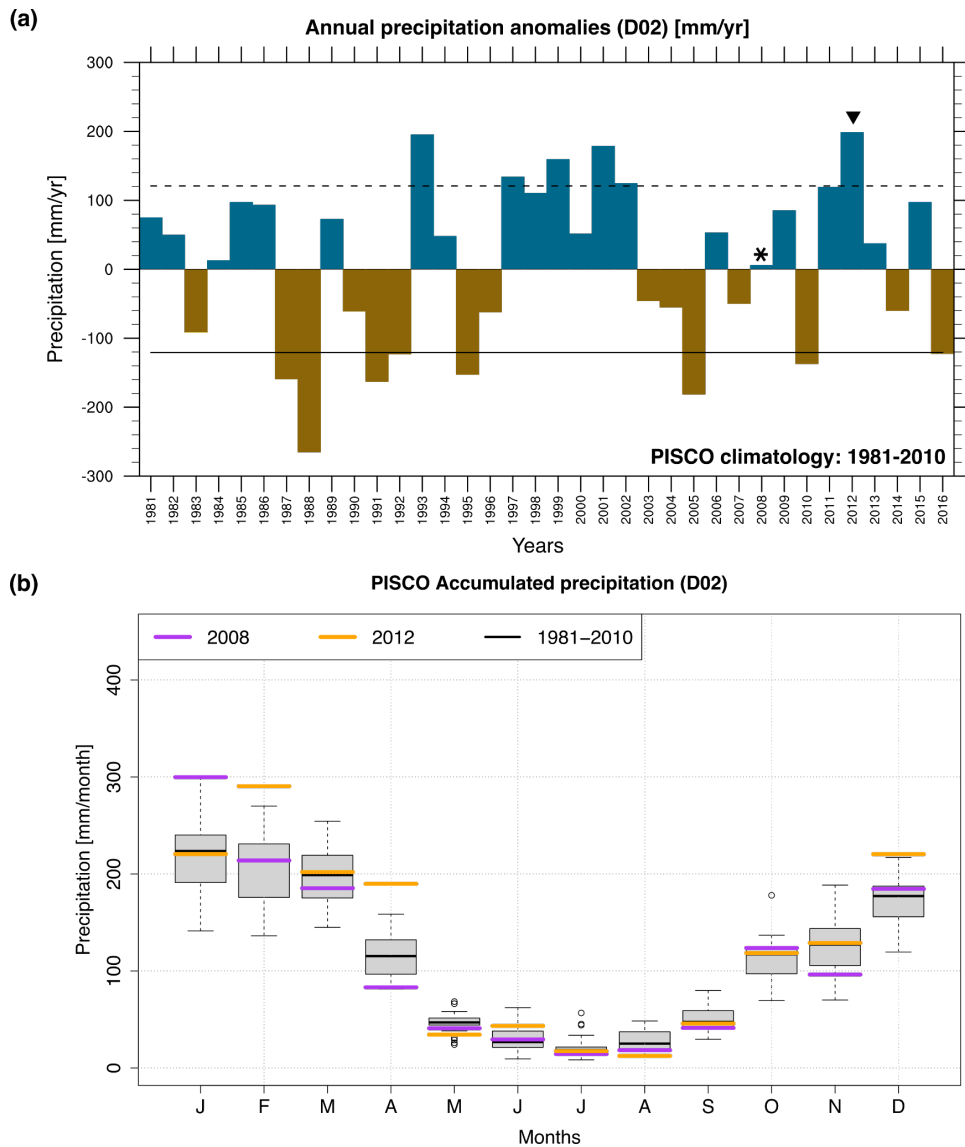 (a)
Annual precipitation anomalies (D02) [mm/yr]
Precipitation [mm/yr]
300
200
100
0
-100
-200
-300
*
PISCO climatology: 1981-2010
1981 1982 1983 1984 1985 1986 1987 1988 1989 1990 1991 1992 1993 1994 1995 1996 1997 1998 1999 2000 2001 2002 2003 2004 2005 2006 2007 2008 2009 2010 2011 2012 2013 2014 2015 2016
Years
(b)
PISCO Accumulated precipitation (D02)
2008 2012 1981−2010
Precipitation [mm/month]
400
300
200
100
0
J F M A M J J A S O N D
Months